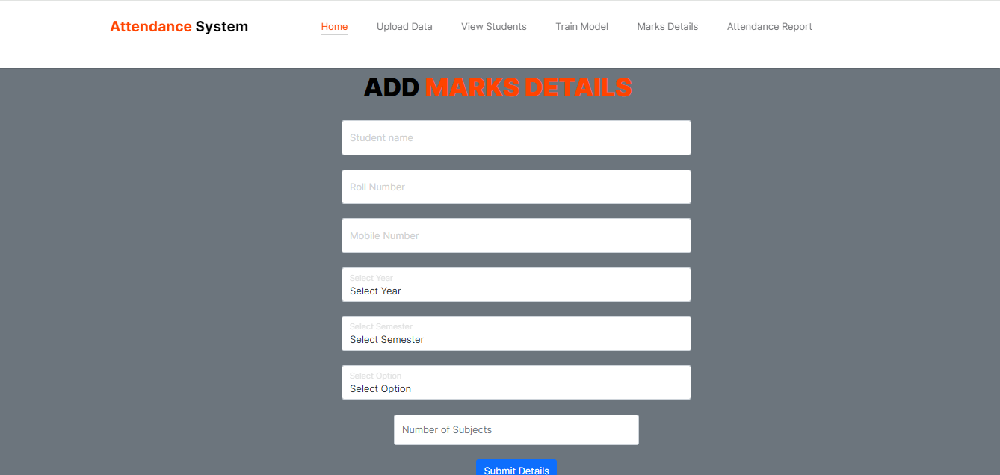 Attendance System
Home Upload Data View Students Train Model Marks Details Attendance Report
ADD MARKS DETAILS
Student name
Roll Number
Mobile Number
Select Year
Select Year
Select Semester
Select Semester
Select Option
Select Option
Number of Subjects
Submit Details